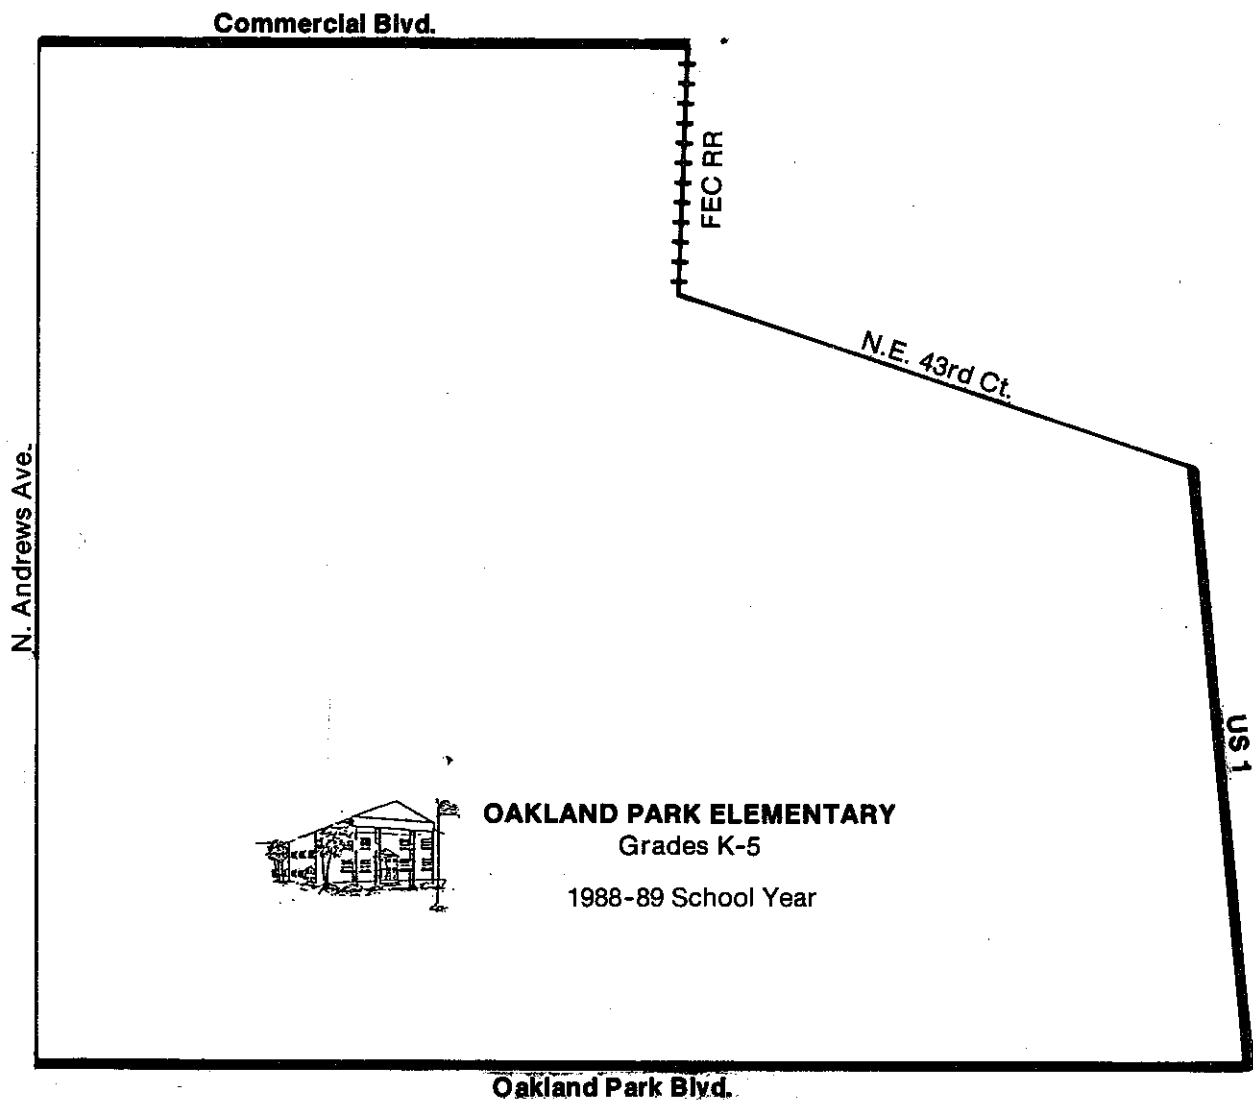 Commercial Blvd.
FEC RR
N.E. 43rd Ct.
N. Andrews Ave.
US 1
OAKLAND PARK ELEMENTARY
Grades K-5
1988-89 School Year
Oakland Park Blvd.